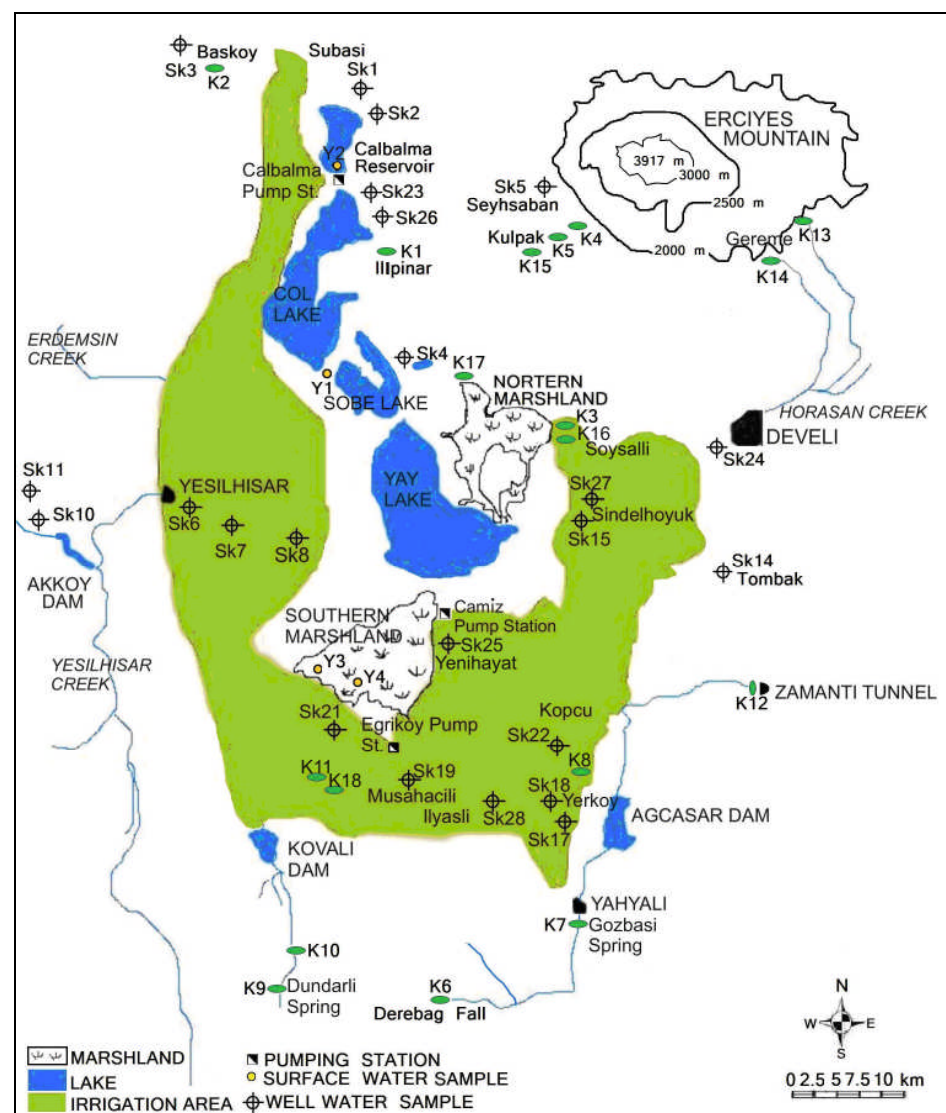 Subasi
Sk3
Baskoy
K2
Sk1
Sk2
Y2
Calbalma
Reservoir
Calbalma
Pump St.
Sk23
Sk26
K1
Illpinar
ERCIYES
MOUNTAIN
3917 m
3000 m
2500 m
2000 m
Sk5
Seyhsaban
K4
Kulpak
K5
K15
K13
Gereme
K14
COL
LAKE
ERDEMSIN
CREEK
Sk4
K17
Y1
SOBE LAKE
NORTERN
MARSHLAND
K3
K16
Soysalli
HORASAN CREEK
DEVELI
Sk24
Sk11
Sk10
YESILHISAR
Sk6
Sk7
Sk8
YAY
LAKE
Sk27
Sindelhoyuk
Sk15
Sk14
Tombak
AKKOY
DAM
SOUTHERN
MARSHLAND
Camiz
Pump Station
Sk25
Yenihayat
Y3
Y4
YESILHISAR
CREEK
K12
ZAMANTI TUNNEL
Sk21
Egrikoy Pump
St.
Kopcu
Sk22
K8
K11
K18
Sk19
Musahacili
Ilyasli
Sk28
Sk18
Yerkoy
Sk17
AGCASAR DAM
KOVALI
DAM
YAHYALI
K7
Gozbasi
Spring
K10
K9
Dundarli
Spring
K6
Derebag Fall
N
W
E
S
MARSHLAND
LAKE
IRRIGATION AREA
PUMPING STATION
SURFACE WATER SAMPLE
WELL WATER SAMPLE
0 2.5 5 7.5 10 km